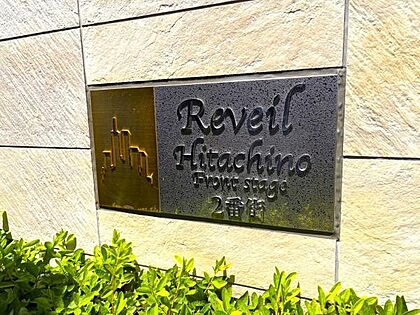 Reveil
Hitachino
Front stage
2番街